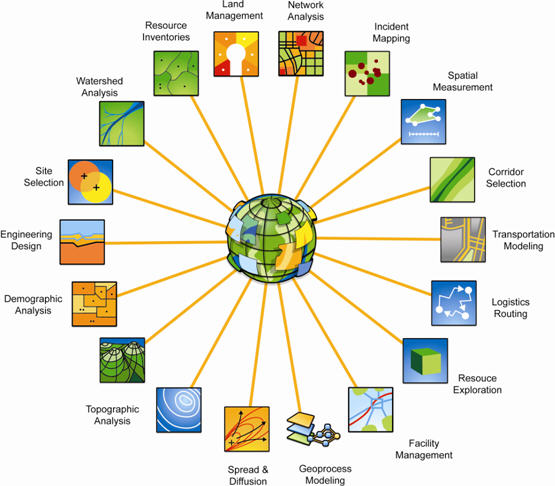 Land
Management
Network
Analysis
Incident
Mapping
Spatial
Measurement
Corridor
Selection
Transportation
Modeling
Logistics
Routing
Resouce
Exploration
Facility
Management
Geoprocess
Modeling
Spread &
Diffusion
Topographic
Analysis
Demographic
Analysis
Engineering
Design
Site
Selection
Watershed
Analysis
Resource
Inventories